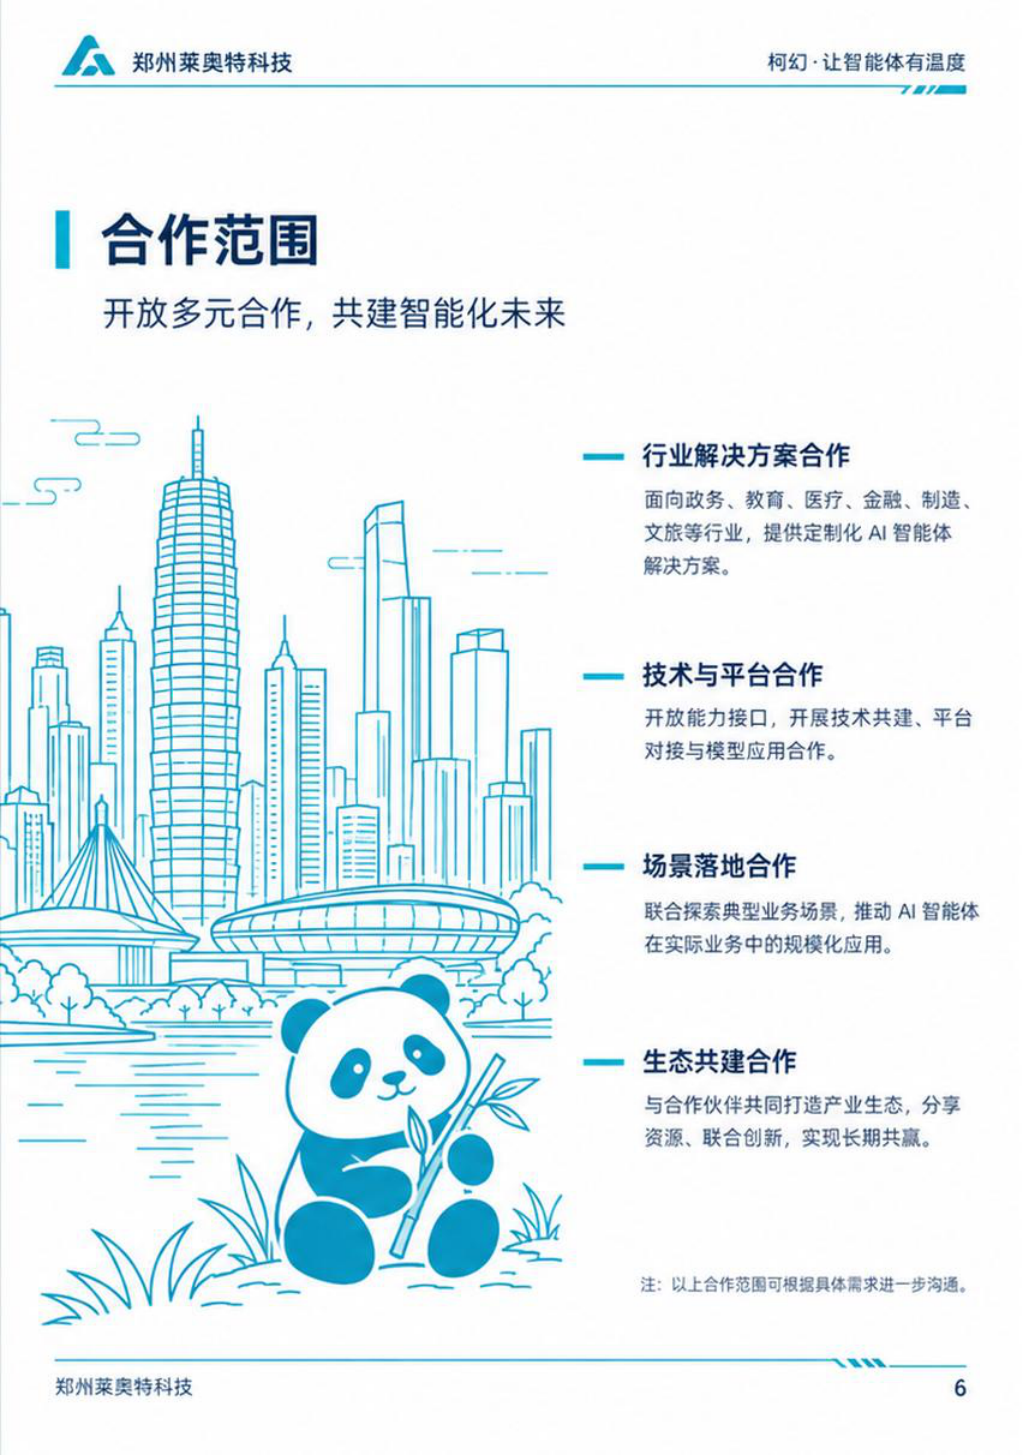 郑州莱奥特科技
柯幻·让智能体有温度
合作范围
开放多元合作，共建智能化未来
行业解决方案合作
面向政务、教育、医疗、金融、制造、
文旅等行业，提供定制化 AI 智能体
解决方案。
技术与平台合作
开放能力接口，开展技术共建、平台
对接与模型应用合作。
场景落地合作
联合探索典型业务场景，推动 AI 智能体
在实际业务中的规模化应用。
生态共建合作
与合作伙伴共同打造产业生态，分享
资源、联合创新，实现长期共赢。
注：以上合作范围可根据具体需求进一步沟通。
郑州莱奥特科技
6